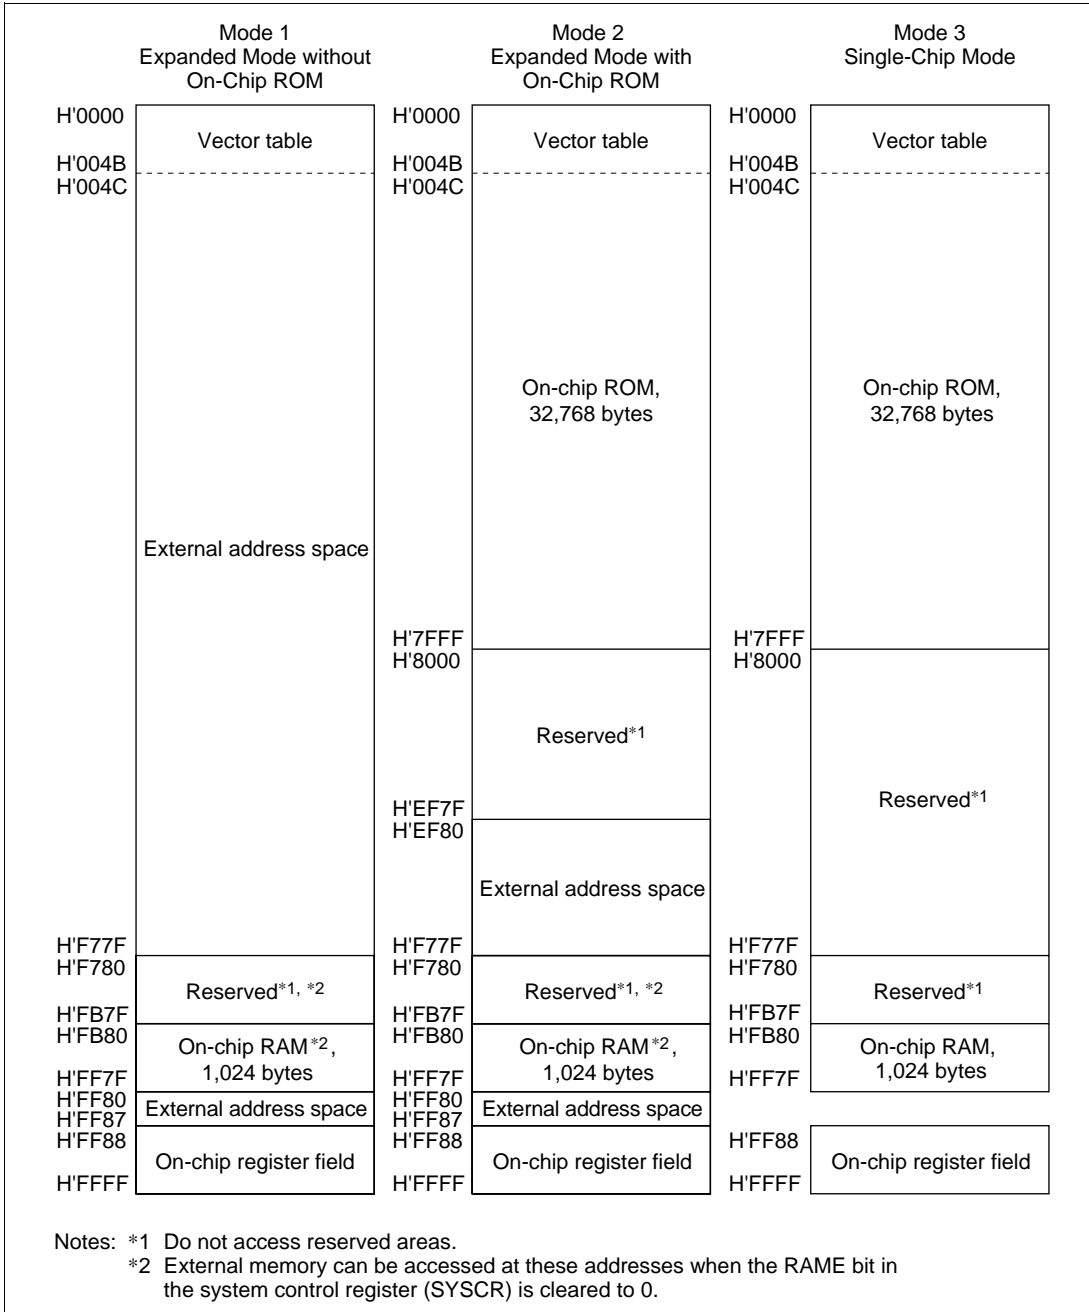 Mode 1
Expanded Mode without
On-Chip ROM
H'0000
Vector table
H'004B
H'004C
External address space
H'F77F
H'F780
Reserved*1, *2
H'FB7F
H'FB80
On-chip RAM*2,
1,024 bytes
H'FF7F
H'FF80
External address space
H'FF87
H'FF88
On-chip register field
H'FFFF
Mode 2
Expanded Mode with
On-Chip ROM
H'0000
Vector table
H'004B
H'004C
On-chip ROM,
32,768 bytes
H'7FFF
H'8000
Reserved*1
H'EF7F
H'EF80
External address space
H'F77F
H'F780
Reserved*1, *2
H'FB7F
H'FB80
On-chip RAM*2,
1,024 bytes
H'FF7F
H'FF80
External address space
H'FF87
H'FF88
On-chip register field
H'FFFF
Mode 3
Single-Chip Mode
H'0000
Vector table
H'004B
H'004C
On-chip ROM,
32,768 bytes
H'7FFF
H'8000
Reserved*1
H'F77F
H'F780
Reserved*1
H'FB7F
H'FB80
On-chip RAM,
1,024 bytes
H'FF7F
H'FF88
On-chip register field
H'FFFF
Notes: *1 Do not access reserved areas.
*2 External memory can be accessed at these addresses when the RAME bit in
the system control register (SYSCR) is cleared to 0.